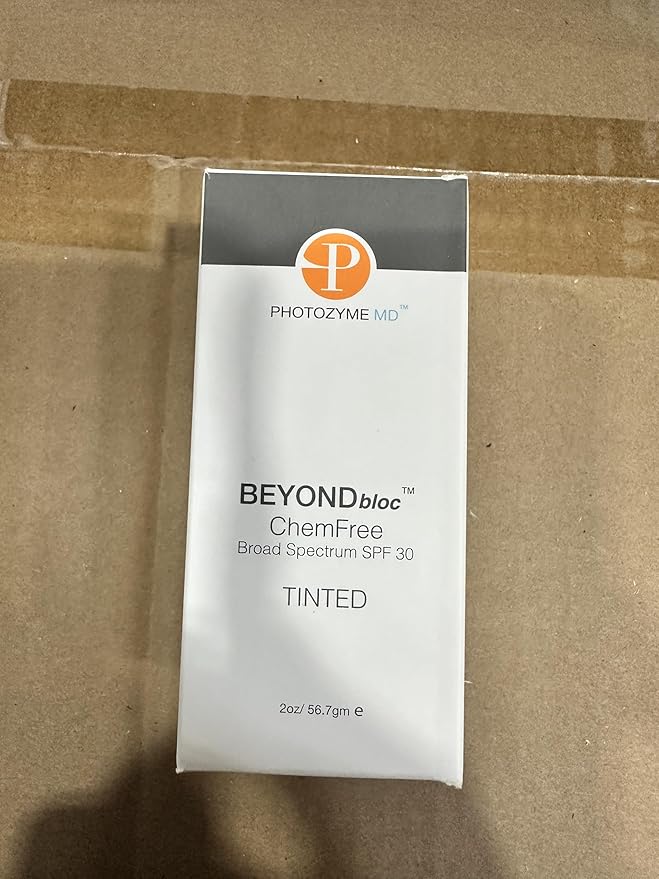 P
PHOTOZYME MD™
BEYONDbloc™
ChemFree
Broad Spectrum SPF 30
TINTED
2oz/ 56.7gm e